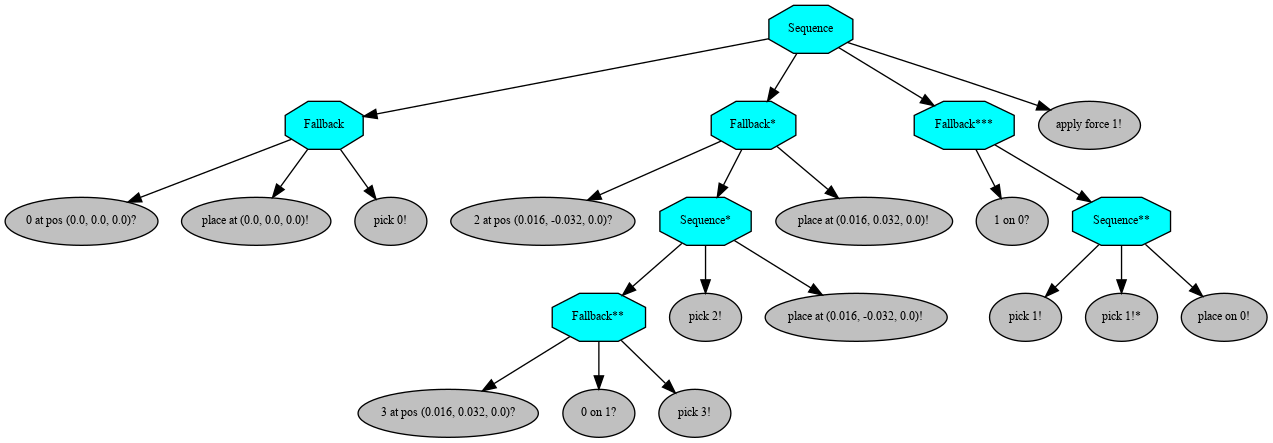 Sequence
Fallback
Fallback*
Fallback***
apply force 1!
0 at pos (0.0, 0.0, 0.0)?
place at (0.0, 0.0, 0.0)!
pick 0!
2 at pos (0.016, -0.032, 0.0)?
Sequence*
place at (0.016, 0.032, 0.0)!
1 on 0?
Sequence**
Fallback**
pick 2!
place at (0.016, -0.032, 0.0)!
pick 1!
pick 1!*
place on 0!
3 at pos (0.016, 0.032, 0.0)?
0 on 1?
pick 3!